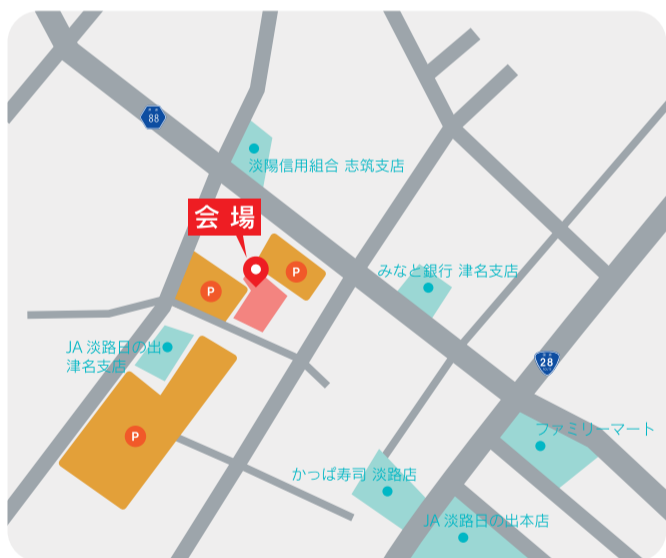 88
淡陽信用組合 志筑支店
会場
P
P
みなと銀行 津名支店
JA 淡路日の出
津名支店
28
P
ファミリーマート
かっぱ寿司 淡路店
JA 淡路日の出本店